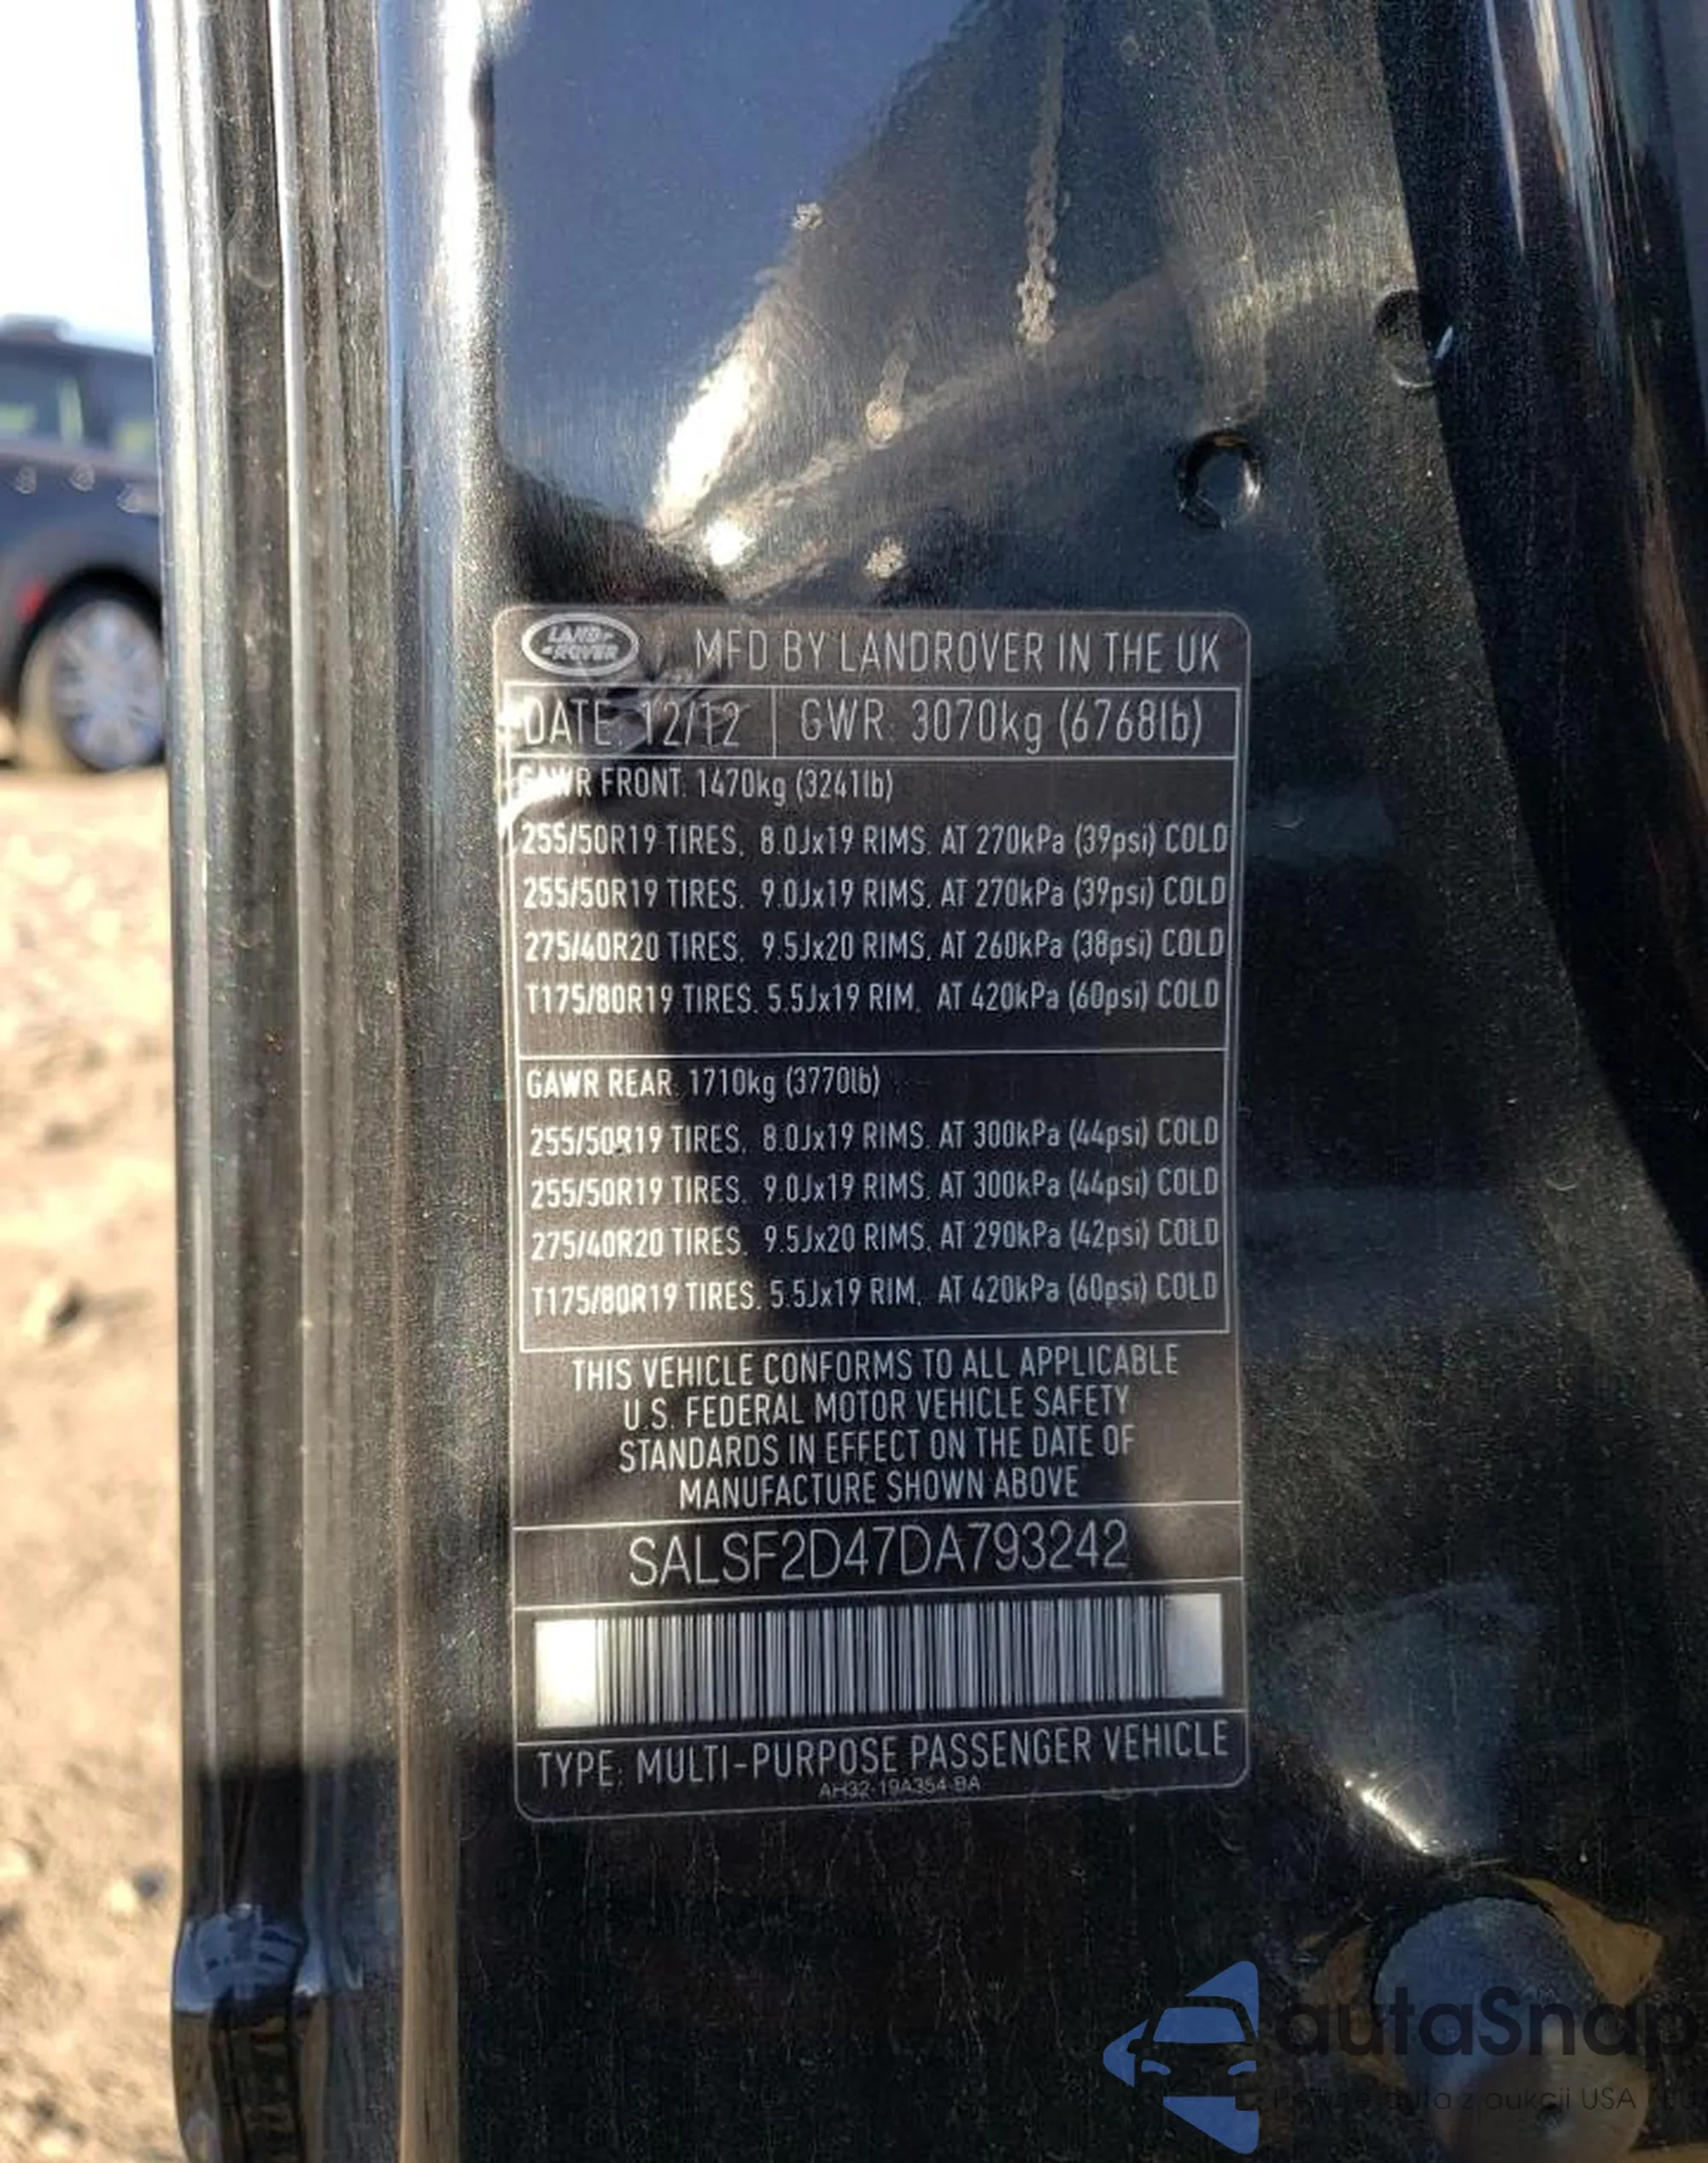 LAND-
-ROVER
MFD BY LANDROVER IN THE UK
DATE: 12/12 GWR: 3070kg (6768lb)
GAWR FRONT. 1470kg (3241lb)
255/50R19 TIRES, 8.0Jx19 RIMS, AT 270kPa (39psi) COLD
255/50R19 TIRES, 9.0Jx19 RIMS, AT 270kPa (39psi) COLD
275/40R20 TIRES, 9.5Jx20 RIMS, AT 260kPa (38psi) COLD
T175/80R19 TIRES, 5.5Jx19 RIM, AT 420kPa (60psi) COLD
GAWR REAR. 1710kg (3770lb)
255/50R19 TIRES, 8.0Jx19 RIMS, AT 300kPa (44psi) COLD
255/50R19 TIRES, 9.0Jx19 RIMS, AT 300kPa (44psi) COLD
275/40R20 TIRES, 9.5Jx20 RIMS, AT 290kPa (42psi) COLD
T175/80R19 TIRES, 5.5Jx19 RIM, AT 420kPa (60psi) COLD
THIS VEHICLE CONFORMS TO ALL APPLICABLE
U.S. FEDERAL MOTOR VEHICLE SAFETY
STANDARDS IN EFFECT ON THE DATE OF
MANUFACTURE SHOWN ABOVE
SALSF2D47DA793242
TYPE: MULTI-PURPOSE PASSENGER VEHICLE
AH32-19A354-BA
autaSnap
auta z aukcji USA